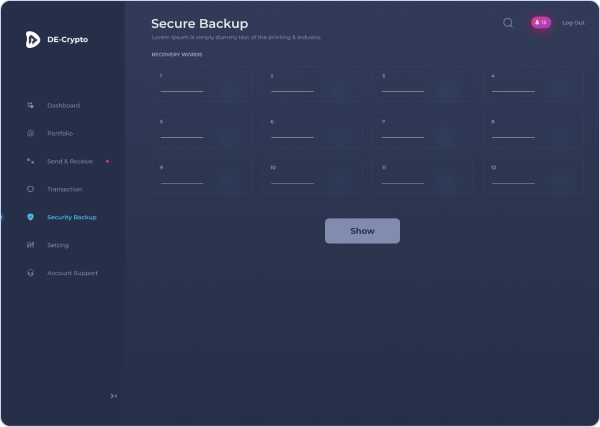 DE-Crypto
Dashboard
Portfolio
Send & Receive
Transaction
Security Backup
Setting
Account Support
Secure Backup
Lorem Ipsum is simply dummy text of the printing & industry.
15
Log Out
RECOVERY WORDS
1
2
3
4
5
6
7
8
9
10
11
12
Show